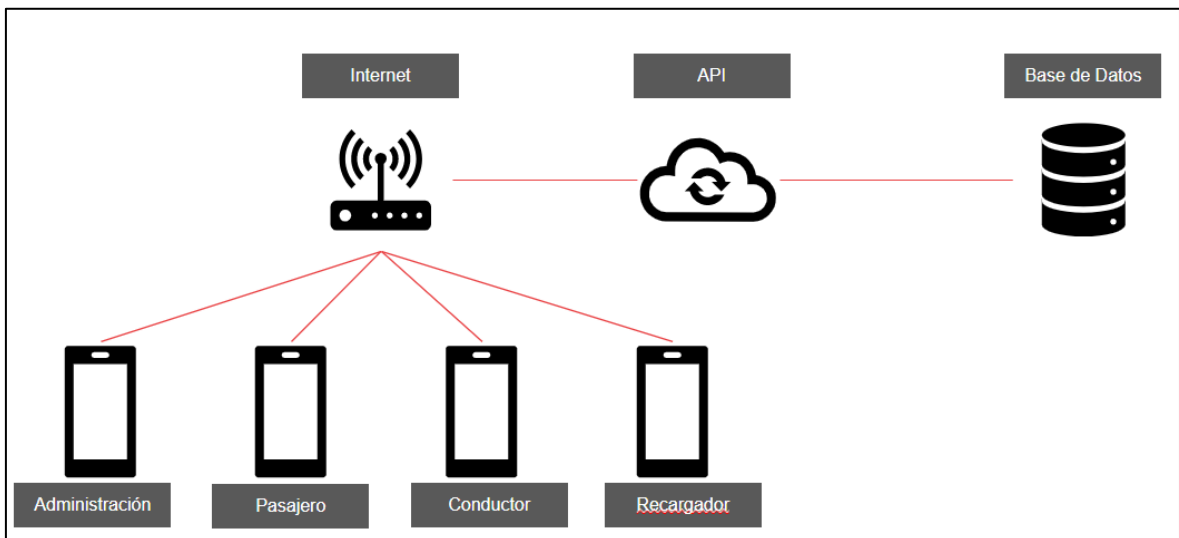 Internet
API
Base de Datos
Administración
Pasajero
Conductor
Recargador